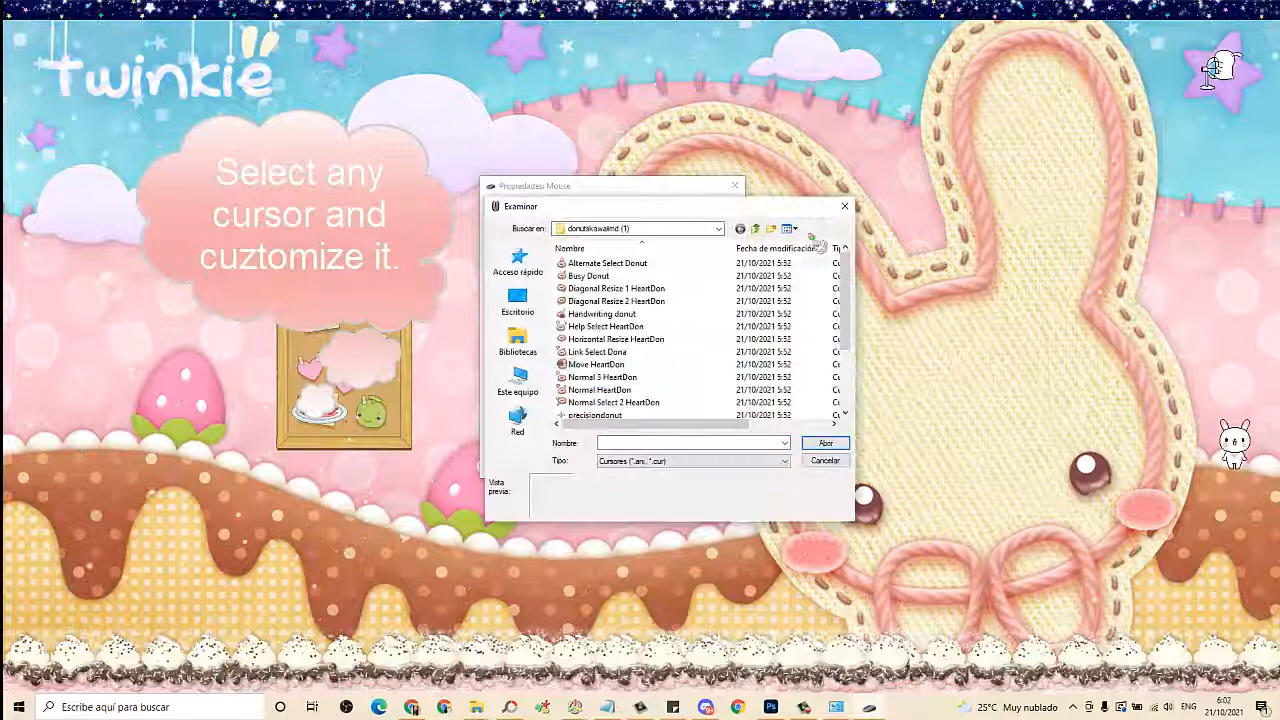 twinkie
Select any
cursor and
cuztomize it.
Propiedades: Mouse
Examinar
Buscar en: donutakawaiimd (1)
Nombre Fecha de modificación
Acceso rápido
Escritorio
Bibliotecas
Este equipo
Red
Alternate Select Donut 21/10/2021 5:52
Busy Donut 21/10/2021 5:52
Diagonal Resize 1 HeartDon 21/10/2021 5:52
Diagonal Resize 2 HeartDon 21/10/2021 5:52
Handwriting donut 21/10/2021 5:52
Help Select HeartDon 21/10/2021 5:52
Horizontal Resize HeartDon 21/10/2021 5:52
Link Select Dona 21/10/2021 5:52
Move HeartDon 21/10/2021 5:52
Normal 3 HeartDon 21/10/2021 5:52
Normal HeartDon 21/10/2021 5:52
Normal Select 2 HeartDon 21/10/2021 5:52
precisiondonut 21/10/2021 5:52
Nombre: Abrir
Tipo: Cursores (*.ani, *.cur) Cancelar
Vista
previa:
Escribe aquí para buscar
25°C Muy nublado
ENG
6:02
21/10/2021